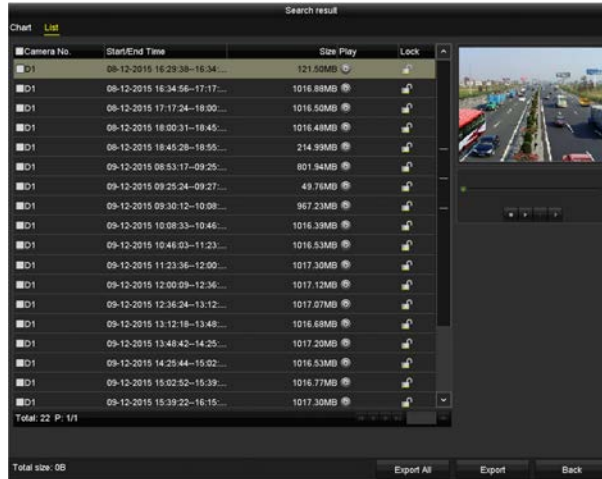 Search result
Chart List
Camera No. Start/End Time Size Play Lock
D1 08-12-2015 16:29:38--16:34:... 121.50MB
D1 08-12-2015 16:34:56--17:17:... 1016.88MB
D1 08-12-2015 17:17:24--18:00:... 1016.50MB
D1 08-12-2015 18:00:31--18:45:... 1016.48MB
D1 08-12-2015 18:45:28--18:55:... 214.99MB
D1 09-12-2015 08:53:17--09:25:... 801.94MB
D1 09-12-2015 09:25:24--09:27:... 49.76MB
D1 09-12-2015 09:30:12--10:08:... 967.23MB
D1 09-12-2015 10:08:33--10:46:... 1016.39MB
D1 09-12-2015 10:46:03--11:23:... 1016.53MB
D1 09-12-2015 11:23:36--12:00:... 1017.30MB
D1 09-12-2015 12:00:09--12:36:... 1017.12MB
D1 09-12-2015 12:36:24--13:12:... 1017.07MB
D1 09-12-2015 13:12:18--13:48:... 1016.68MB
D1 09-12-2015 13:48:42--14:25:... 1017.20MB
D1 09-12-2015 14:25:44--15:02:... 1016.53MB
D1 09-12-2015 15:02:52--15:39:... 1016.77MB
D1 09-12-2015 15:39:22--16:15:... 1017.30MB
Total: 22 P: 1/1
Total size: 0B
Export All Export Back